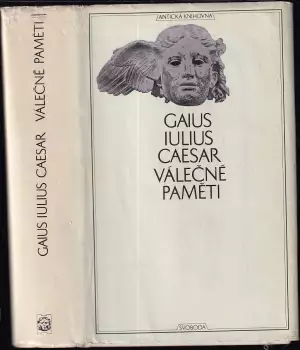 GAIUS IULIUS CAESAR VÁLEČNÉ PAMĚTI
ANTICKÁ KNIHOVNA
GAIUS
IULIUS
CAESAR
VÁLEČNÉ
PAMĚTI
SVOBODA